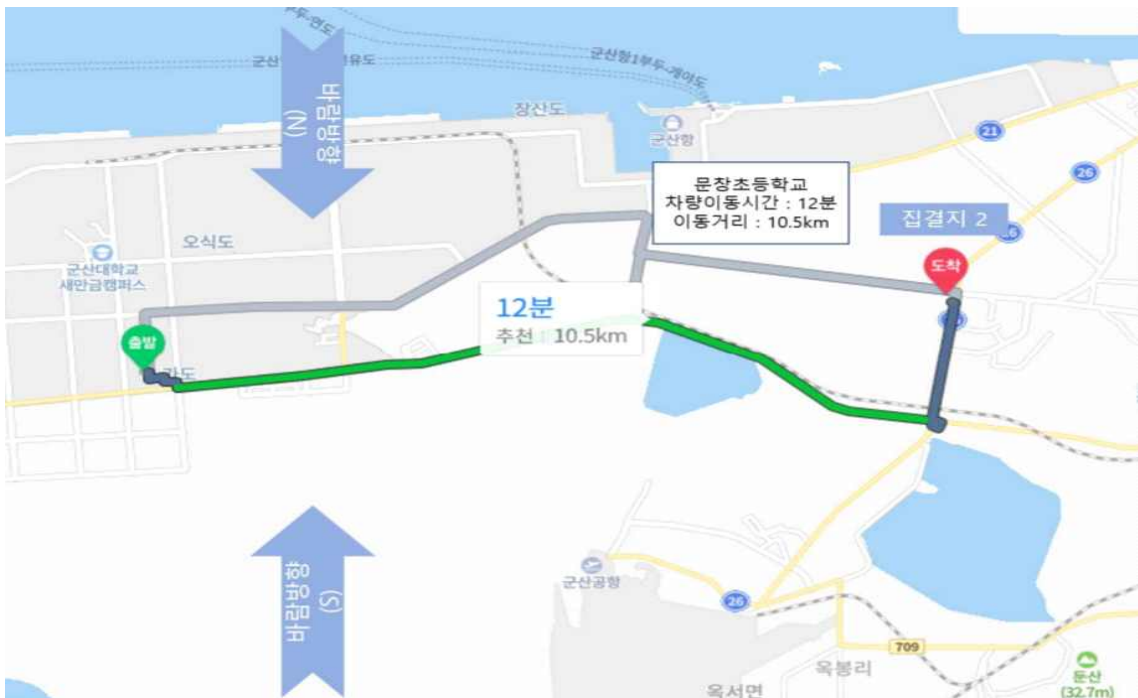 군산항1부두-개야도
바람방향
(N)
장산도
군산항
21
26
문창초등학교
차량이동시간 : 12분
이동거리 : 10.5km
집결지 2
오식도
군산대학교
새만금캠퍼스
도착
12분
추천 10.5km
출발
가도
바람방향
(S)
군산공항
26
709
옥봉리
옥서면
둔산
(32.7m)